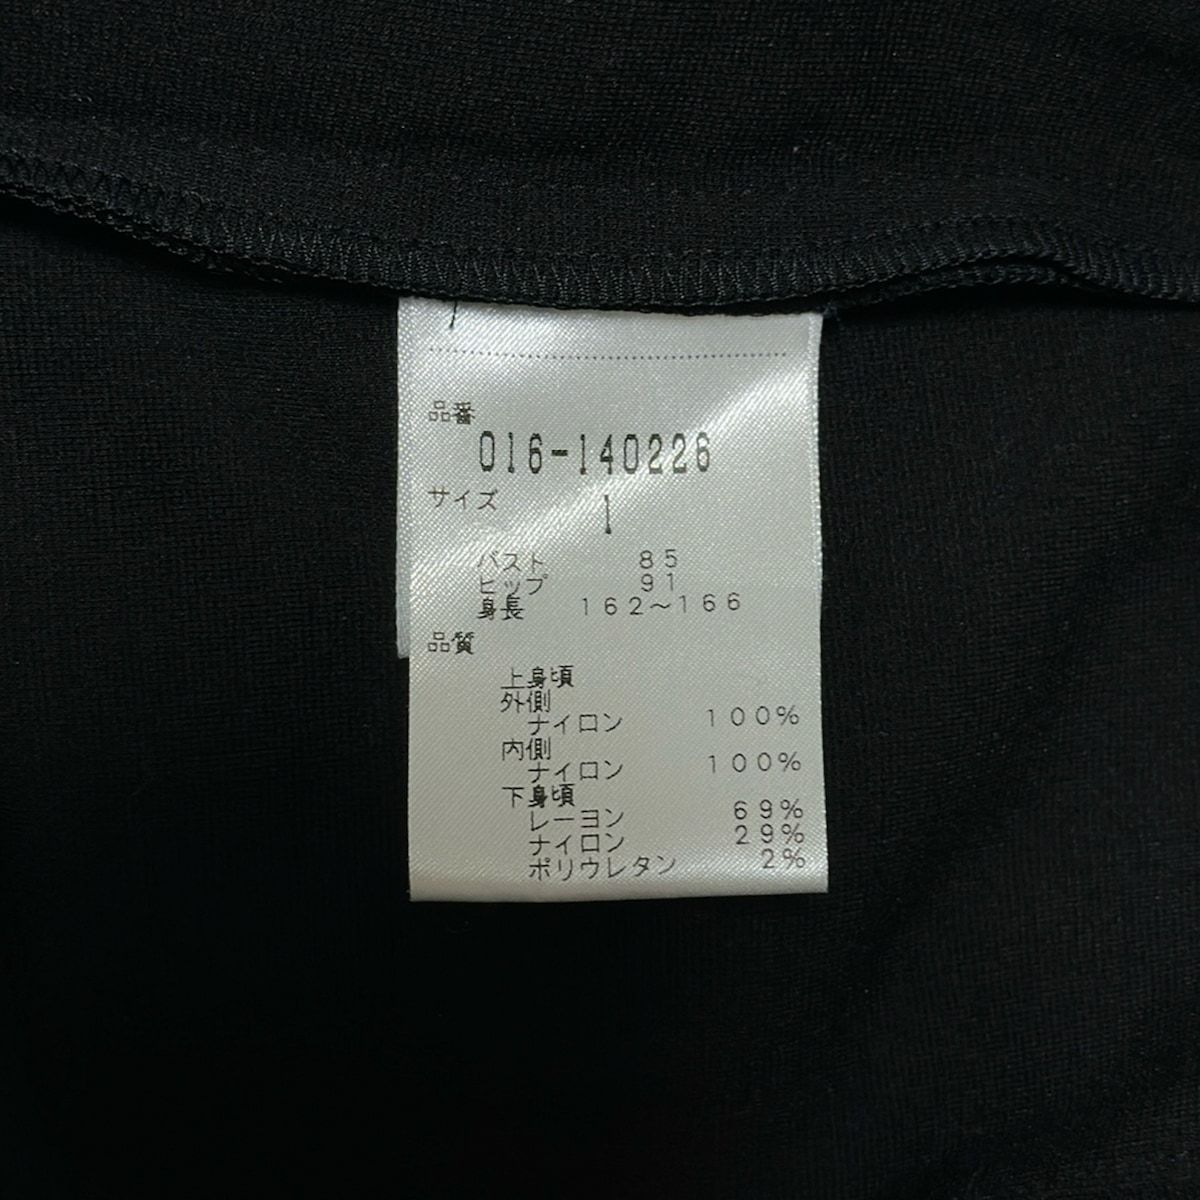 品番
016-140226
サイズ
1
バスト 85
ヒップ 91
身長 162～166
品質
上身頃
外側
ナイロン 100%
内側
ナイロン 100%
下身頃
レーヨン 69%
ナイロン 29%
ポリウレタン 2%